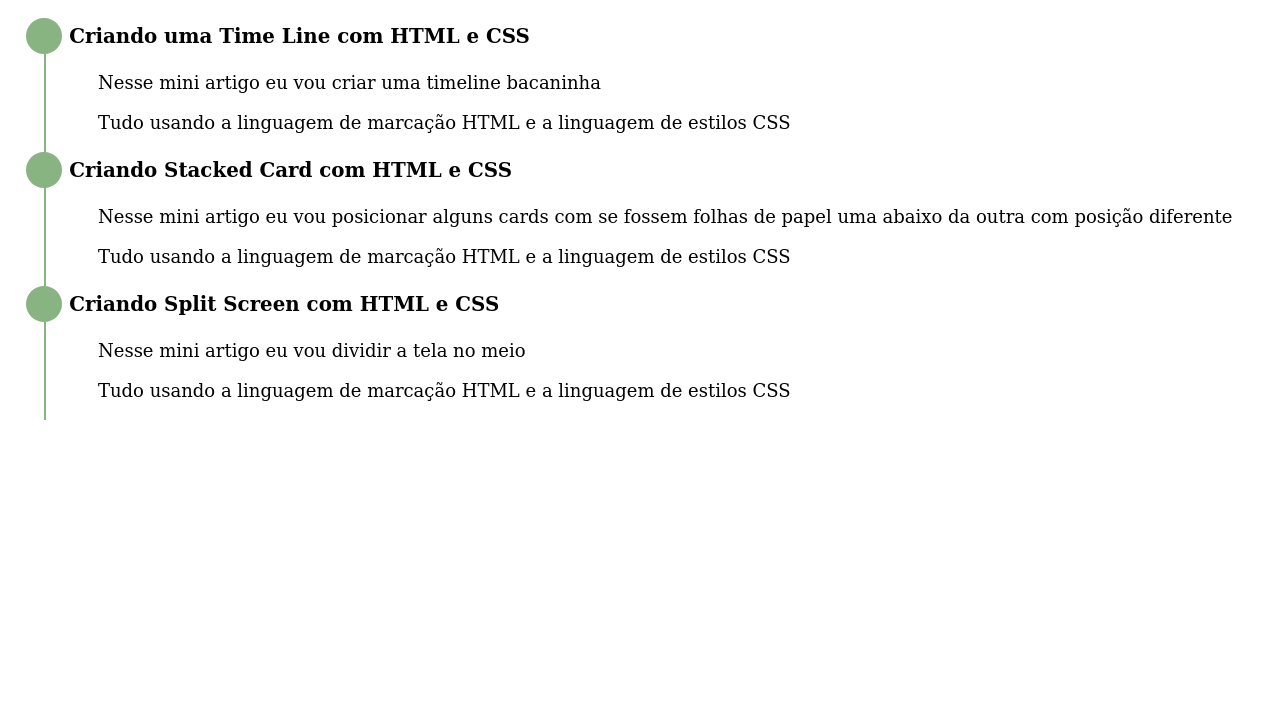 Criando uma Time Line com HTML e CSS
Nesse mini artigo eu vou criar uma timeline bacaninha
Tudo usando a linguagem de marcação HTML e a linguagem de estilos CSS
Criando Stacked Card com HTML e CSS
Nesse mini artigo eu vou posicionar alguns cards com se fossem folhas de papel uma abaixo da outra com posição diferente
Tudo usando a linguagem de marcação HTML e a linguagem de estilos CSS
Criando Split Screen com HTML e CSS
Nesse mini artigo eu vou dividir a tela no meio
Tudo usando a linguagem de marcação HTML e a linguagem de estilos CSS